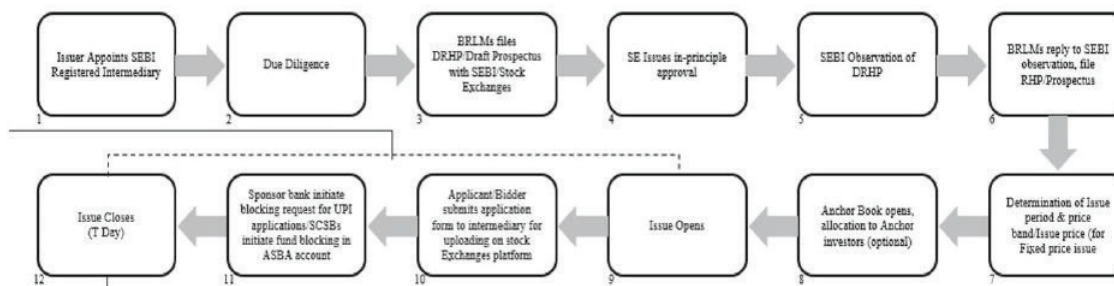 Issuer Appoints SEBI
Registered Intermediary
1
Due Diligence
2
BRLMs files
DRHP/Draft Prospectus
with SEBI/Stock
Exchanges
3
SE Issues in-principle
approval
4
SEBI Observation of
DRHP
5
BRLMs reply to SEBI
observation, file
RHP/Prospectus
6
Determination of Issue
period & price
band/Issue price (for
Fixed price issue
7
Anchor Book opens,
allocation to Anchor
investors (optional)
8
Issue Opens
9
Applicant/Bidder
submits application
form to intermediary for
uploading on stock
Exchanges platform
10
Sponsor bank initiate
blocking request for UPI
applications/SCSBs
initiate fund blocking in
ASBA account
11
Issue Closes
(T Day)
12